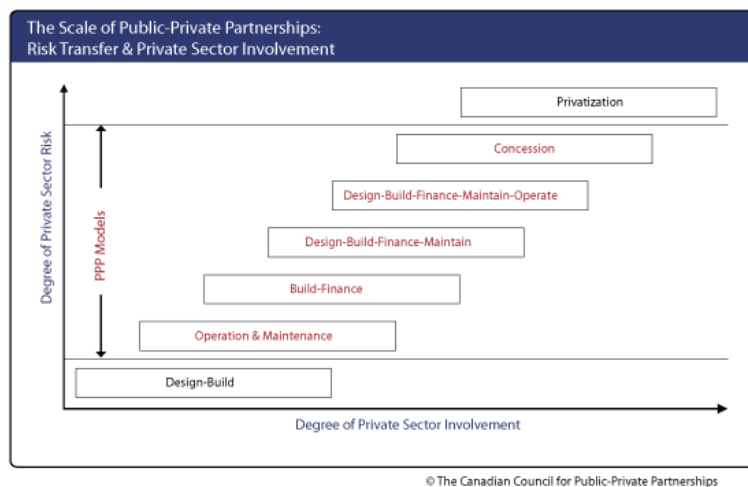 The Scale of Public-Private Partnerships:
Risk Transfer & Private Sector Involvement
Privatization
Concession
Design-Build-Finance-Maintain-Operate
Design-Build-Finance-Maintain
Build-Finance
Operation & Maintenance
Design-Build
PPP Models
Degree of Private Sector Risk
Degree of Private Sector Involvement
© The Canadian Council for Public-Private Partnerships